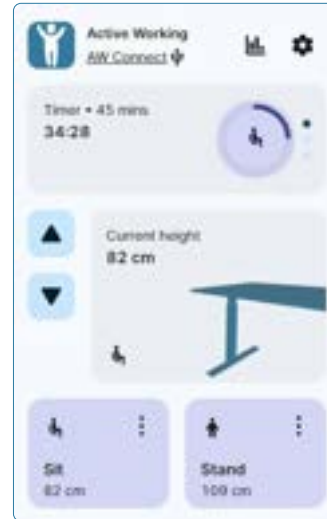 Active Working
AW Connect
Timer • 45 mins
34:28
Current height
82 cm
Sit
82 cm
Stand
109 cm